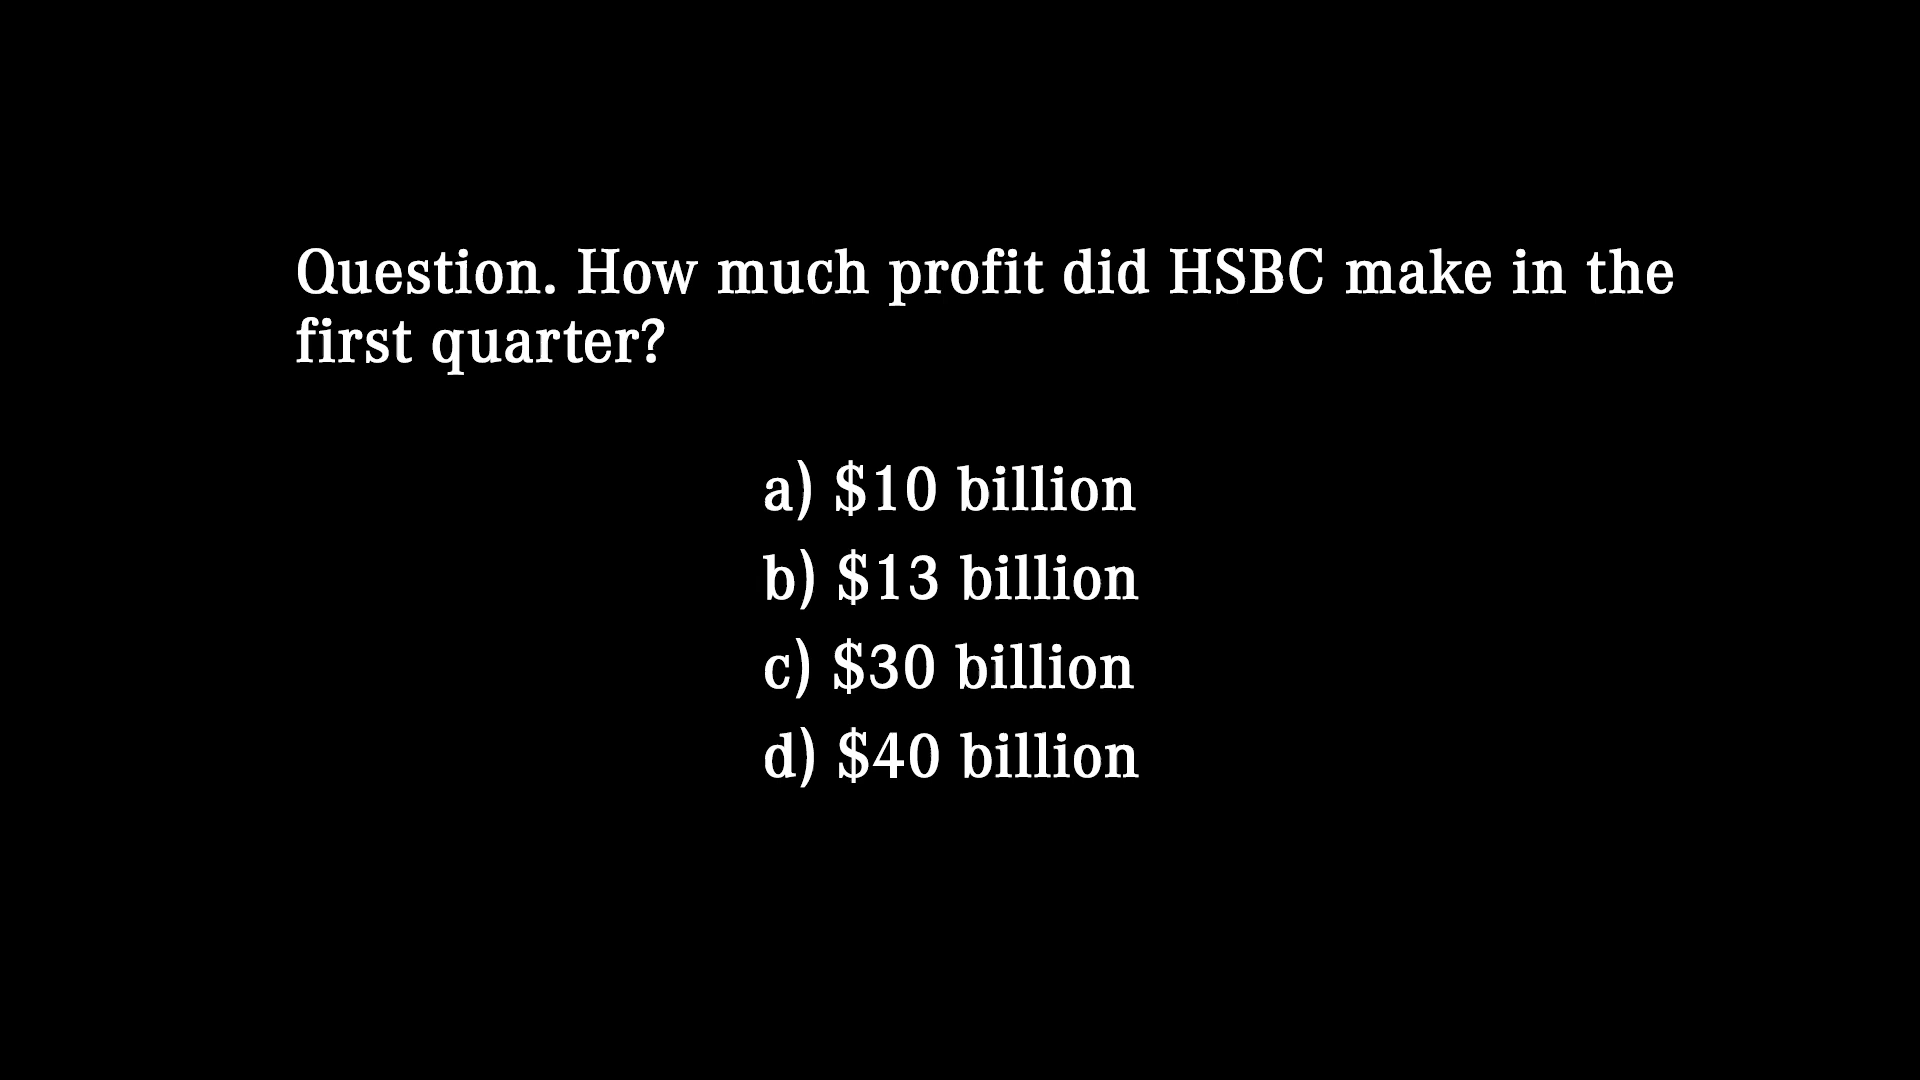 Question. How much profit did HSBC make in the
first quarter?
a) $10 billion
b) $13 billion
c) $30 billion
d) $40 billion